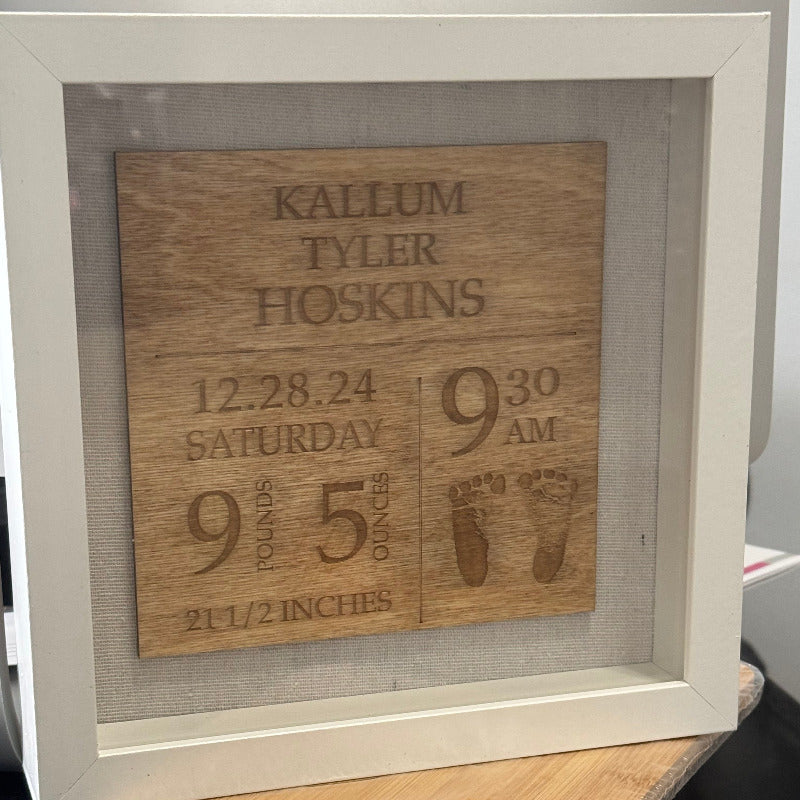 KALLUM
TYLER
HOSKINS
12.28.24
SATURDAY
9 POUNDS 5 OUNCES
21 1/2 INCHES
9 30
AM